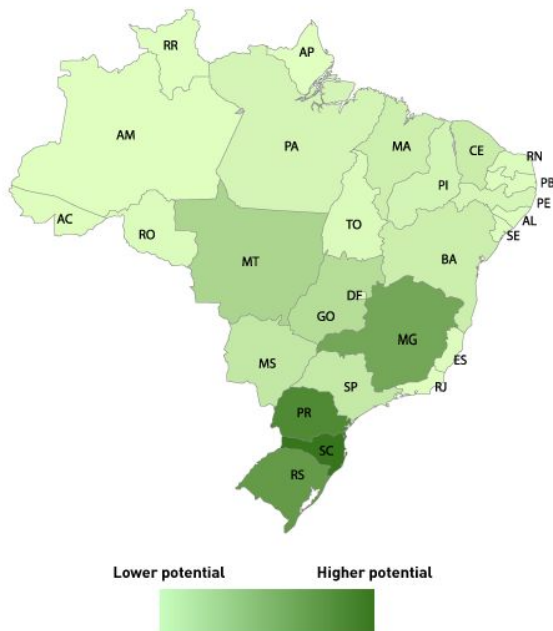 RR
AP
AM
PA
MA
CE
RN
PB
PI
PE
AL
SE
AC
RO
TO
BA
MT
DF
GO
MG
ES
MS
SP
RJ
PR
SC
RS
Lower potential
Higher potential